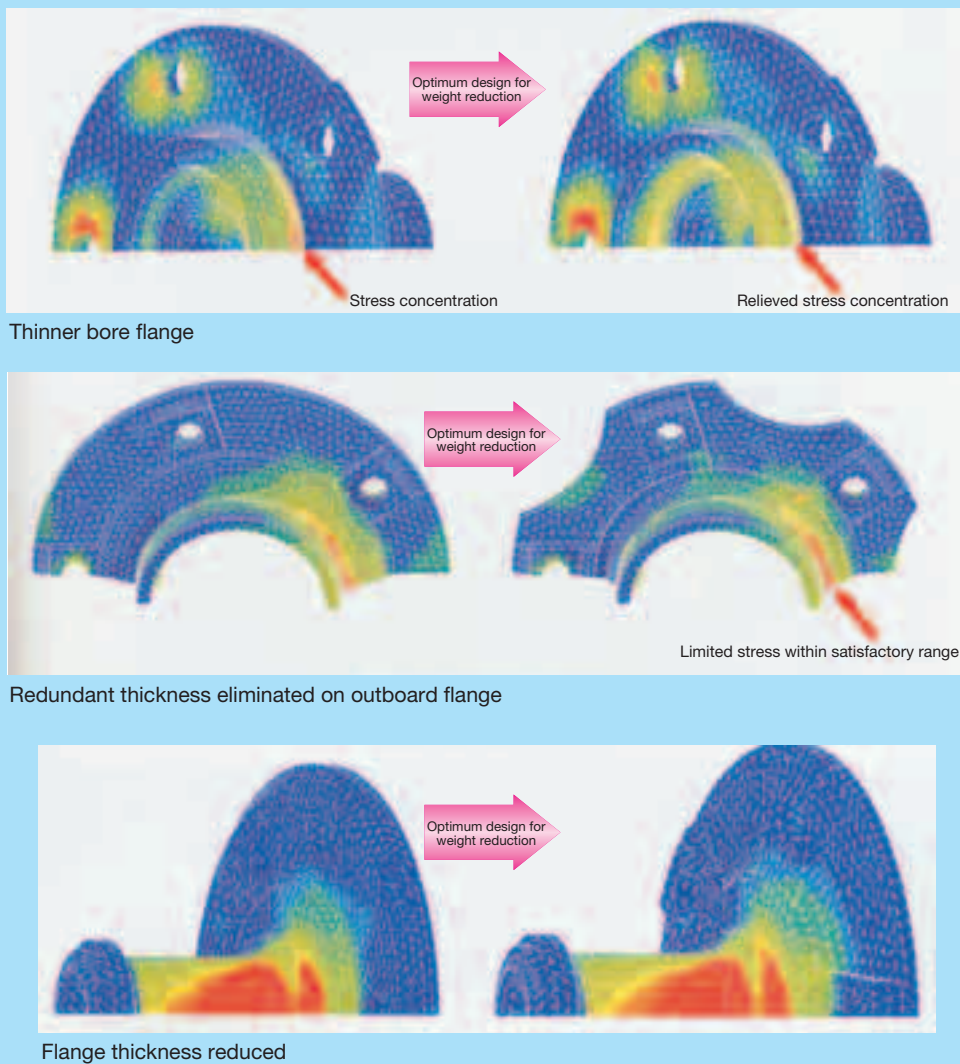 Optimum design for
weight reduction
Stress concentration
Relieved stress concentration
Thinner bore flange
Optimum design for
weight reduction
Limited stress within satisfactory range
Redundant thickness eliminated on outboard flange
Optimum design for
weight reduction
Flange thickness reduced